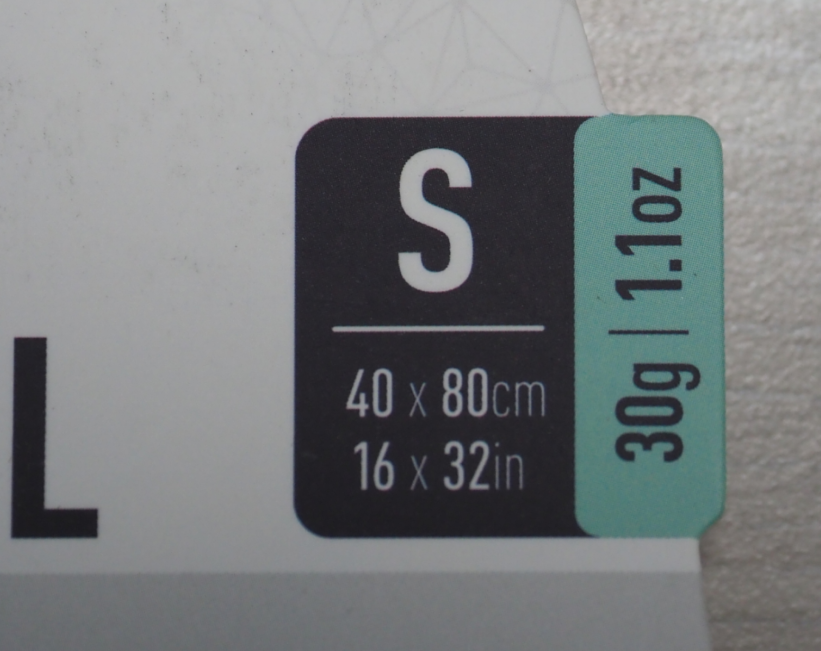 L
S
40 x 80cm
16 x 32in
30g | 1.1oz